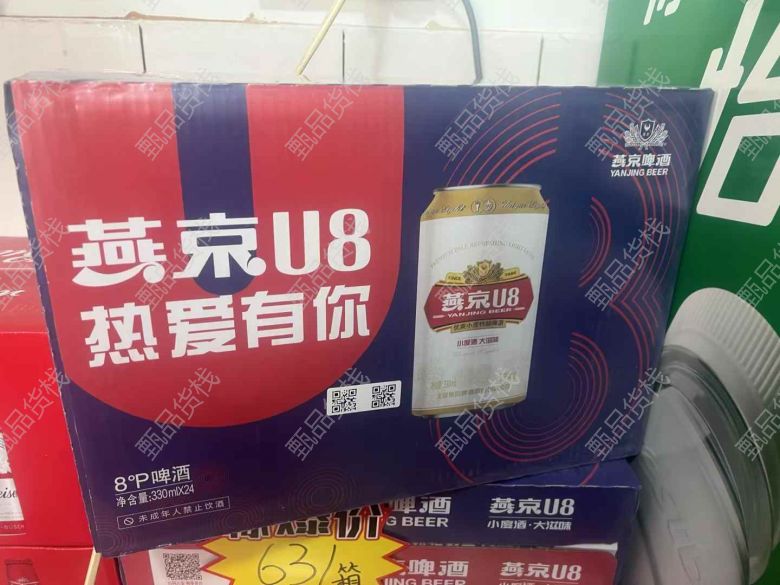 燕京啤酒
YANJING BEER
燕京U8
热爱有你
燕京U8
YANJING BEER
小度酒 大滋味
330ml
8°P啤酒
净含量:330mlX24
未成年人禁止饮酒
啤酒
NG BEER
燕京U8
小度酒·大滋味
63/箱
啤酒
YANJING BEER
燕京U8
甄品货栈